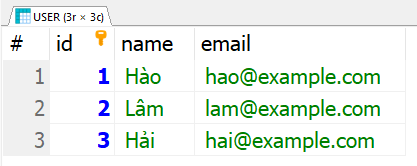 USER (3r × 3c)
# id name email
1 1 Hào hao@example.com
2 2 Lâm lam@example.com
3 3 Hải hai@example.com